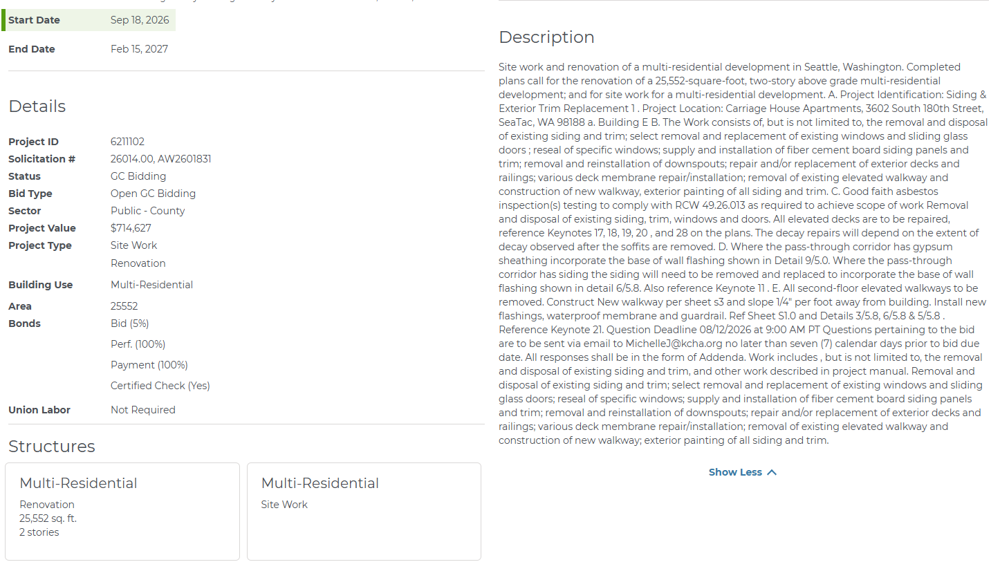 Start Date Sep 18, 2026
End Date Feb 15, 2027
Details
Project ID 6211102
Solicitation # 26014.00, AW2601831
Status GC Bidding
Bid Type Open GC Bidding
Sector Public - County
Project Value $714,627
Project Type Site Work
Renovation
Building Use Multi-Residential
Area 25552
Bonds Bid (5%)
Perf. (100%)
Payment (100%)
Certified Check (Yes)
Union Labor Not Required
Structures
Multi-Residential
Renovation
25,552 sq. ft.
2 stories
Multi-Residential
Site Work
Description
Site work and renovation of a multi-residential development in Seattle, Washington. Completed
plans call for the renovation of a 25,552-square-foot, two-story above grade multi-residential
development; and for site work for a multi-residential development. A. Project Identification: Siding &
Exterior Trim Replacement 1 . Project Location: Carriage House Apartments, 3602 South 180th Street,
SeaTac, WA 98188 a. Building E B. The Work consists of, but is not limited to, the removal and disposal
of existing siding and trim; select removal and replacement of existing windows and sliding glass
doors ; reseal of specific windows; supply and installation of fiber cement board siding panels and
trim; removal and reinstallation of downspouts; repair and/or replacement of exterior decks and
railings; various deck membrane repair/installation; removal of existing elevated walkway and
construction of new walkway, exterior painting of all siding and trim. C. Good faith asbestos
inspection(s) testing to comply with RCW 49.26.013 as required to achieve scope of work Removal
and disposal of existing siding, trim, windows and doors. All elevated decks are to be repaired,
reference Keynotes 17, 18, 19, 20 , and 28 on the plans. The decay repairs will depend on the extent of
decay observed after the soffits are removed. D. Where the pass-through corridor has gypsum
sheathing incorporate the base of wall flashing shown in Detail 9/5.0. Where the pass-through
corridor has siding the siding will need to be removed and replaced to incorporate the base of wall
flashing shown in detail 6/5.8. Also reference Keynote 11 . E. All second-floor elevated walkways to be
removed. Construct New walkway per sheet s3 and slope 1/4" per foot away from building. Install new
flashings, waterproof membrane and guardrail. Ref Sheet S1.0 and Details 3/5.8, 6/5.8 & 5/5.8 .
Reference Keynote 21. Question Deadline 08/12/2026 at 9:00 AM PT Questions pertaining to the bid
are to be sent via email to MichelleJ@kcha.org no later than seven (7) calendar days prior to bid due
date. All responses shall be in the form of Addenda. Work includes , but is not limited to, the removal
and disposal of existing siding and trim, and other work described in project manual. Removal and
disposal of existing siding and trim; select removal and replacement of existing windows and sliding
glass doors; reseal of specific windows; supply and installation of fiber cement board siding panels
and trim; removal and reinstallation of downspouts; repair and/or replacement of exterior decks and
railings; various deck membrane repair/installation; removal of existing elevated walkway and
construction of new walkway; exterior painting of all siding and trim.
Show Less